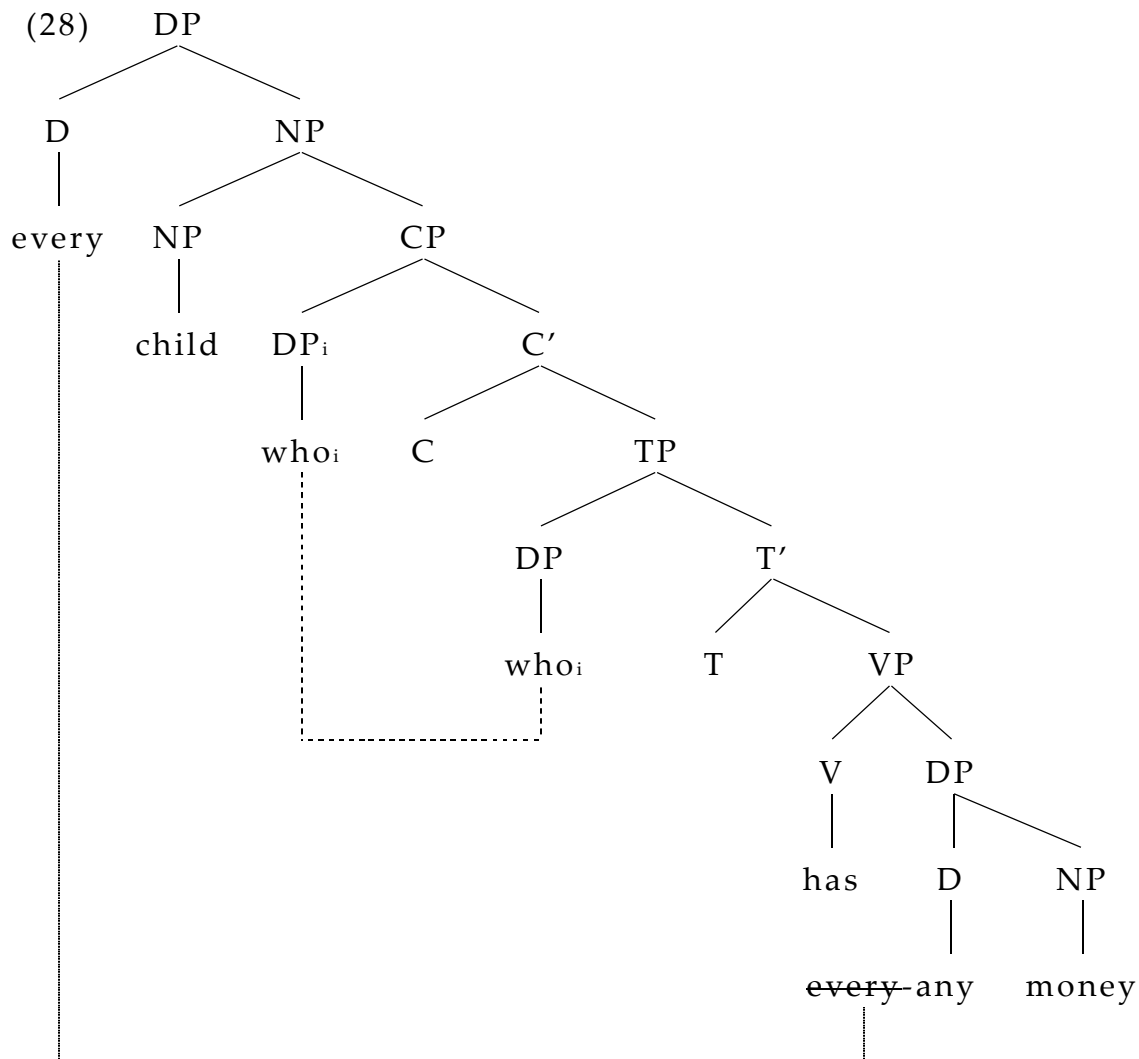 (28) DP
D NP
every NP CP
child DPi C′
whoi C TP
DP T′
whoi T VP
V DP
has D NP
every-any money